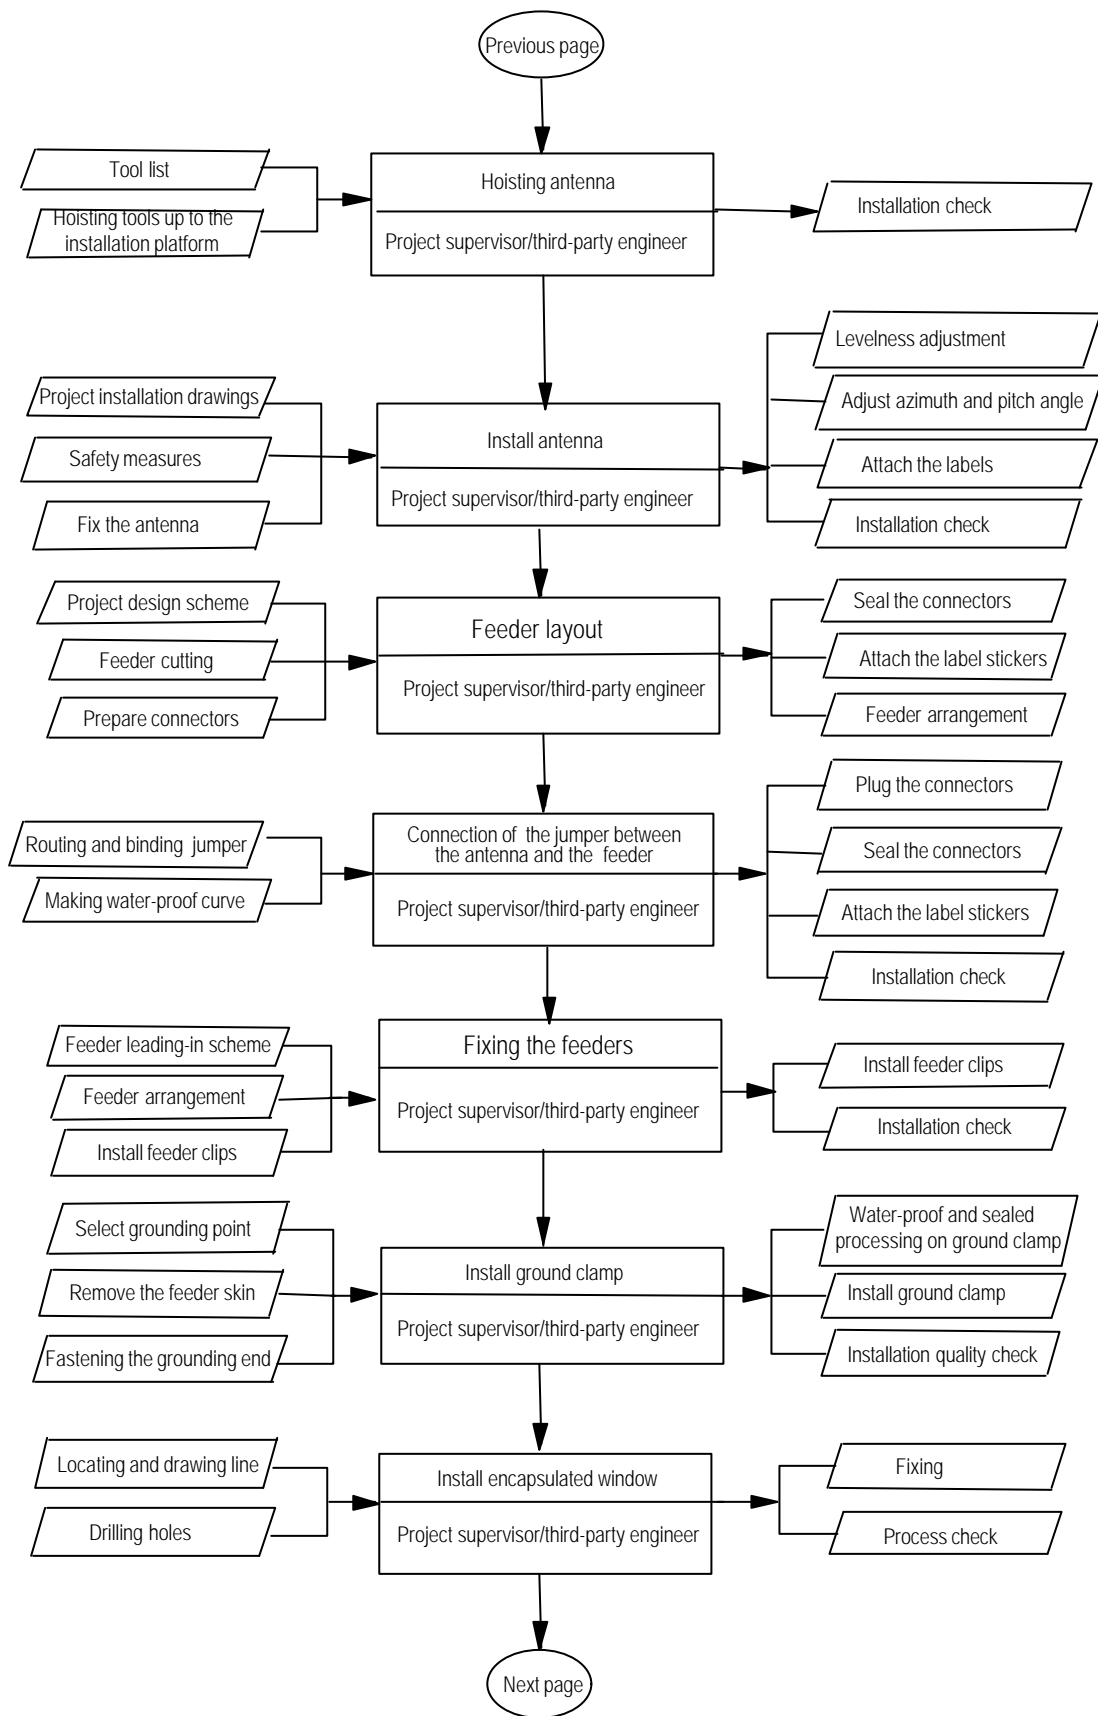 Previous page
Tool list
Hoisting tools up to the
installation platform
Hoisting antenna
Project supervisor/third-party engineer
Installation check
Project installation drawings
Safety measures
Fix the antenna
Install antenna
Project supervisor/third-party engineer
Levelness adjustment
Adjust azimuth and pitch angle
Attach the labels
Installation check
Project design scheme
Feeder cutting
Prepare connectors
Feeder layout
Project supervisor/third-party engineer
Seal the connectors
Attach the label stickers
Feeder arrangement
Routing and binding jumper
Making water-proof curve
Connection of the jumper between
the antenna and the feeder
Project supervisor/third-party engineer
Plug the connectors
Seal the connectors
Attach the label stickers
Installation check
Feeder leading-in scheme
Feeder arrangement
Install feeder clips
Fixing the feeders
Project supervisor/third-party engineer
Install feeder clips
Installation check
Select grounding point
Remove the feeder skin
Fastening the grounding end
Install ground clamp
Project supervisor/third-party engineer
Water-proof and sealed
processing on ground clamp
Install ground clamp
Installation quality check
Locating and drawing line
Drilling holes
Install encapsulated window
Project supervisor/third-party engineer
Fixing
Process check
Next page